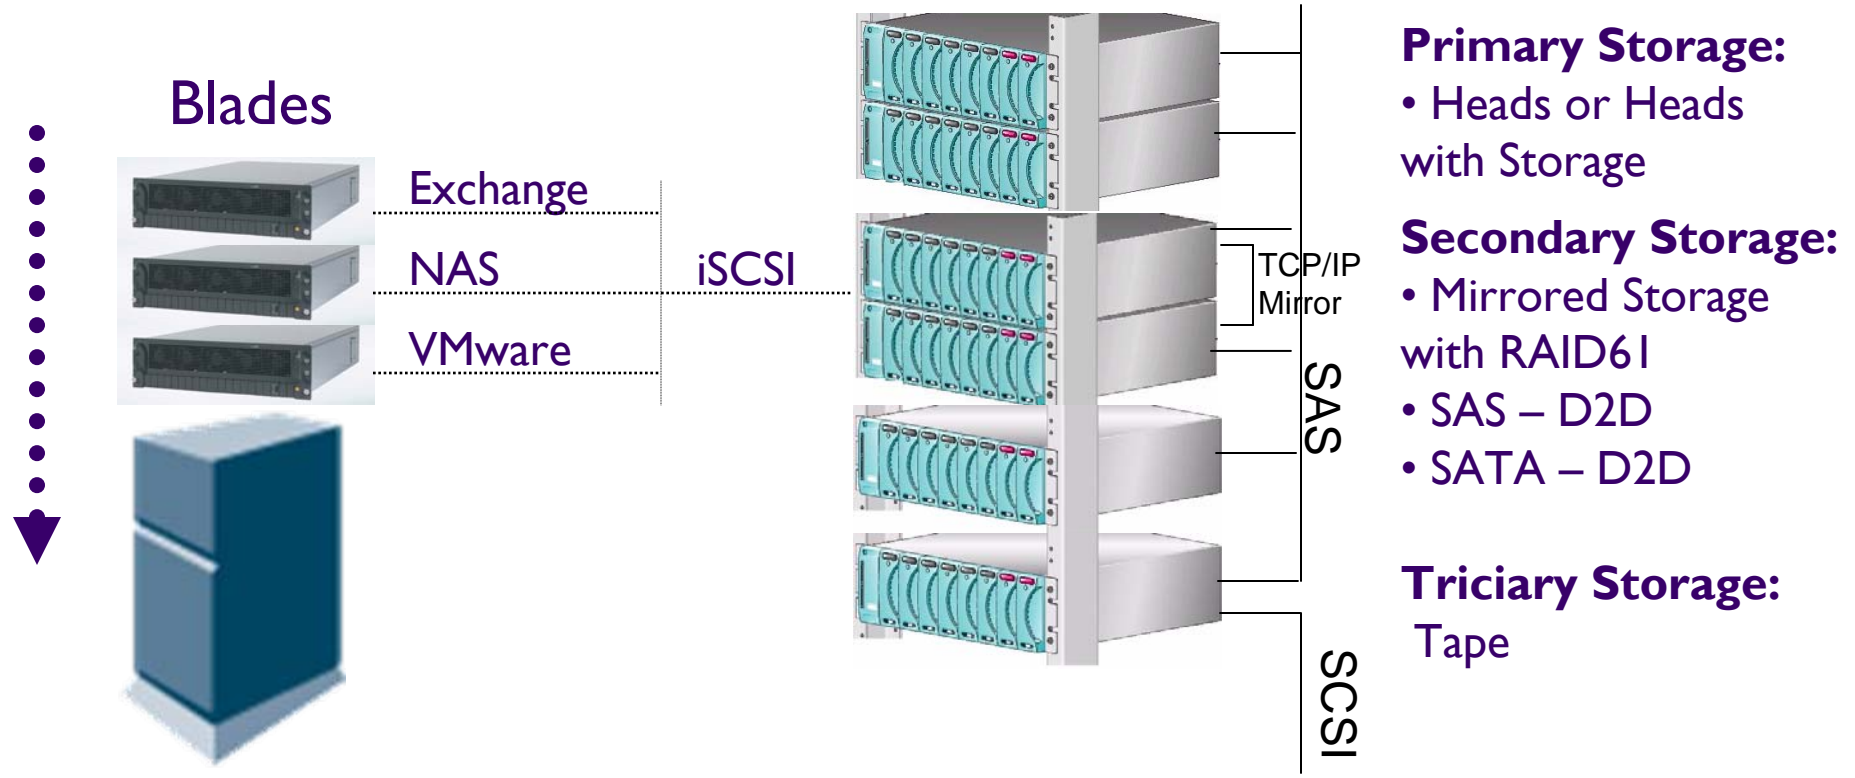 Blades
Exchange
NAS
VMware
iSCSI
TCP/IP
Mirror
SAS
SCSI
Primary Storage:
• Heads or Heads
with Storage
Secondary Storage:
• Mirrored Storage
with RAID61
• SAS – D2D
• SATA – D2D
Triciary Storage:
Tape